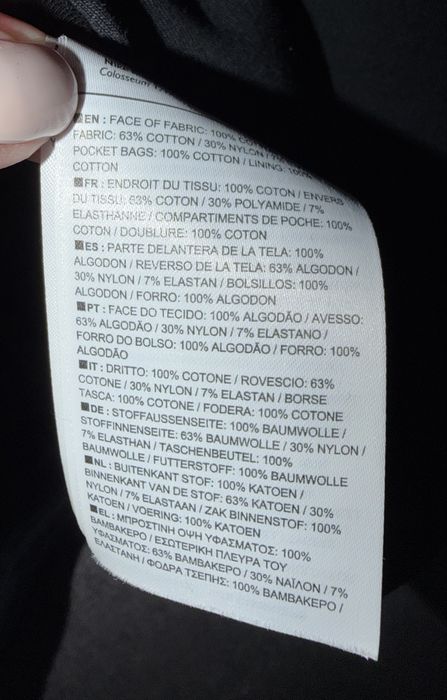 Colosseum 1
■EN : FACE OF FABRIC: 100%
FABRIC: 63% COTTON / 30% NYLON / 7%
POCKET BAGS: 100% COTTON / LINING: 100%
COTTON
■FR : ENDROIT DU TISSU: 100% COTON / ENVERS
DU TISSU: 63% COTON / 30% POLYAMIDE / 7%
ELASTHANNE / COMPARTIMENTS DE POCHE: 100%
COTON / DOUBLURE: 100% COTON
■ES : PARTE DELANTERA DE LA TELA: 100%
ALGODON / REVERSO DE LA TELA: 63% ALGODON /
30% NYLON / 7% ELASTAN / BOLSILLOS: 100%
ALGODON / FORRO: 100% ALGODON
■PT : FACE DO TECIDO: 100% ALGODÃO / AVESSO:
63% ALGODÃO / 30% NYLON / 7% ELASTANO /
FORRO DO BOLSO: 100% ALGODÃO / FORRO: 100%
ALGODÃO
■IT : DRITTO: 100% COTONE / ROVESCIO: 63%
COTONE / 30% NYLON / 7% ELASTAN / BORSE
TASCA: 100% COTONE / FODERA: 100% COTONE
■DE : STOFFAUSSENSEITE: 100% BAUMWOLLE /
STOFFINNENSEITE: 63% BAUMWOLLE / 30% NYLON /
7% ELASTHAN / TASCHENBEUTEL: 100%
BAUMWOLLE / FUTTERSTOFF: 100% BAUMWOLLE
■NL : BUITENKANT STOF: 100% KATOEN /
BINNENKANT VAN DE STOF: 63% KATOEN / 30%
NYLON / 7% ELASTAAN / ZAK BINNENSTOF: 100%
KATOEN / VOERING: 100% KATOEN
■EL : ΜΠΡΟΣΤΙΝΗ ΟΨΗ ΥΦΑΣΜΑΤΟΣ: 100%
ΒΑΜΒΑΚΕΡΟ / ΕΣΩΤΕΡΙΚΗ ΠΛΕΥΡΑ ΤΟΥ
ΥΦΑΣΜΑΤΟΣ: 63% ΒΑΜΒΑΚΕΡΟ / 30% ΝΑΪΛΟΝ / 7%
ΕΛΑΣΤΑΝΗ / ΦΟΔΡΑ ΤΣΕΠΗΣ: 100% ΒΑΜΒΑΚΕΡΟ /